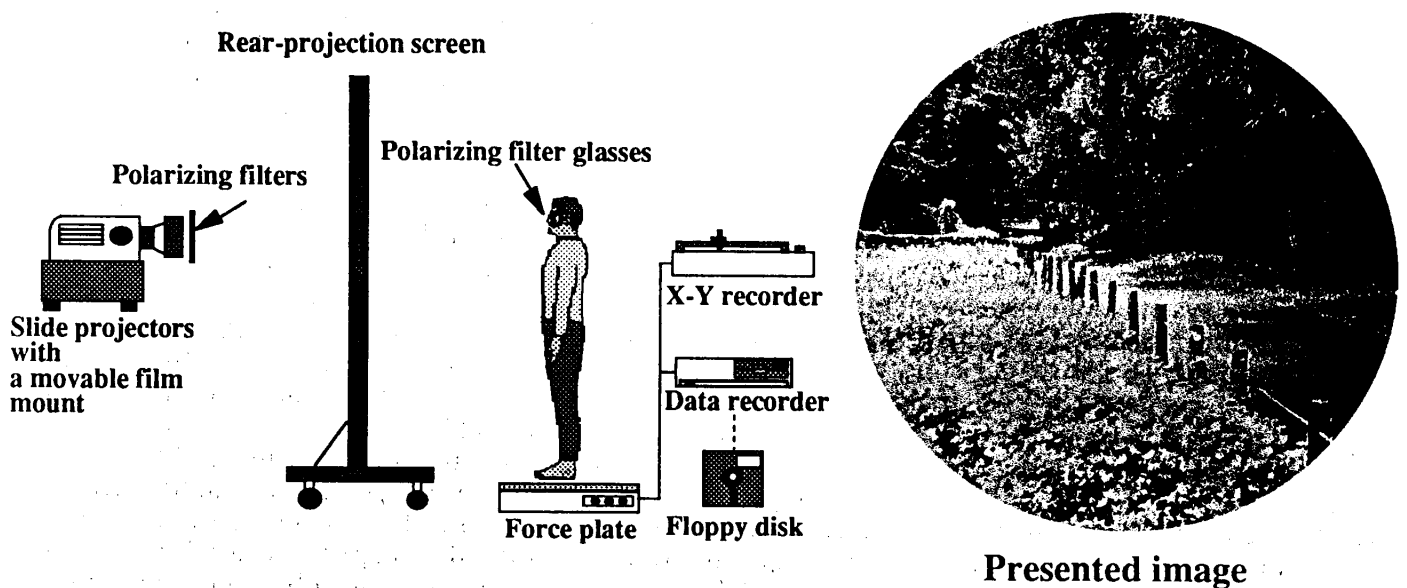 Rear-projection screen
Polarizing filter glasses
Polarizing filters
Slide projectors
with
a movable film
mount
X-Y recorder
Data recorder
Force plate
Floppy disk
Presented image